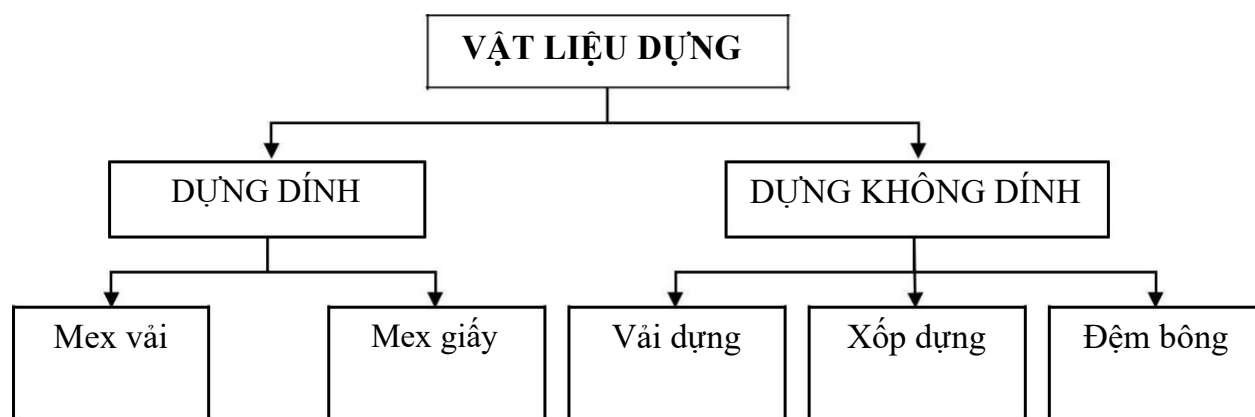 VẬT LIỆU DỰNG
DỰNG DÍNH
DỰNG KHÔNG DÍNH
Mex vải
Mex giấy
Vải dựng
Xốp dựng
Đệm bông